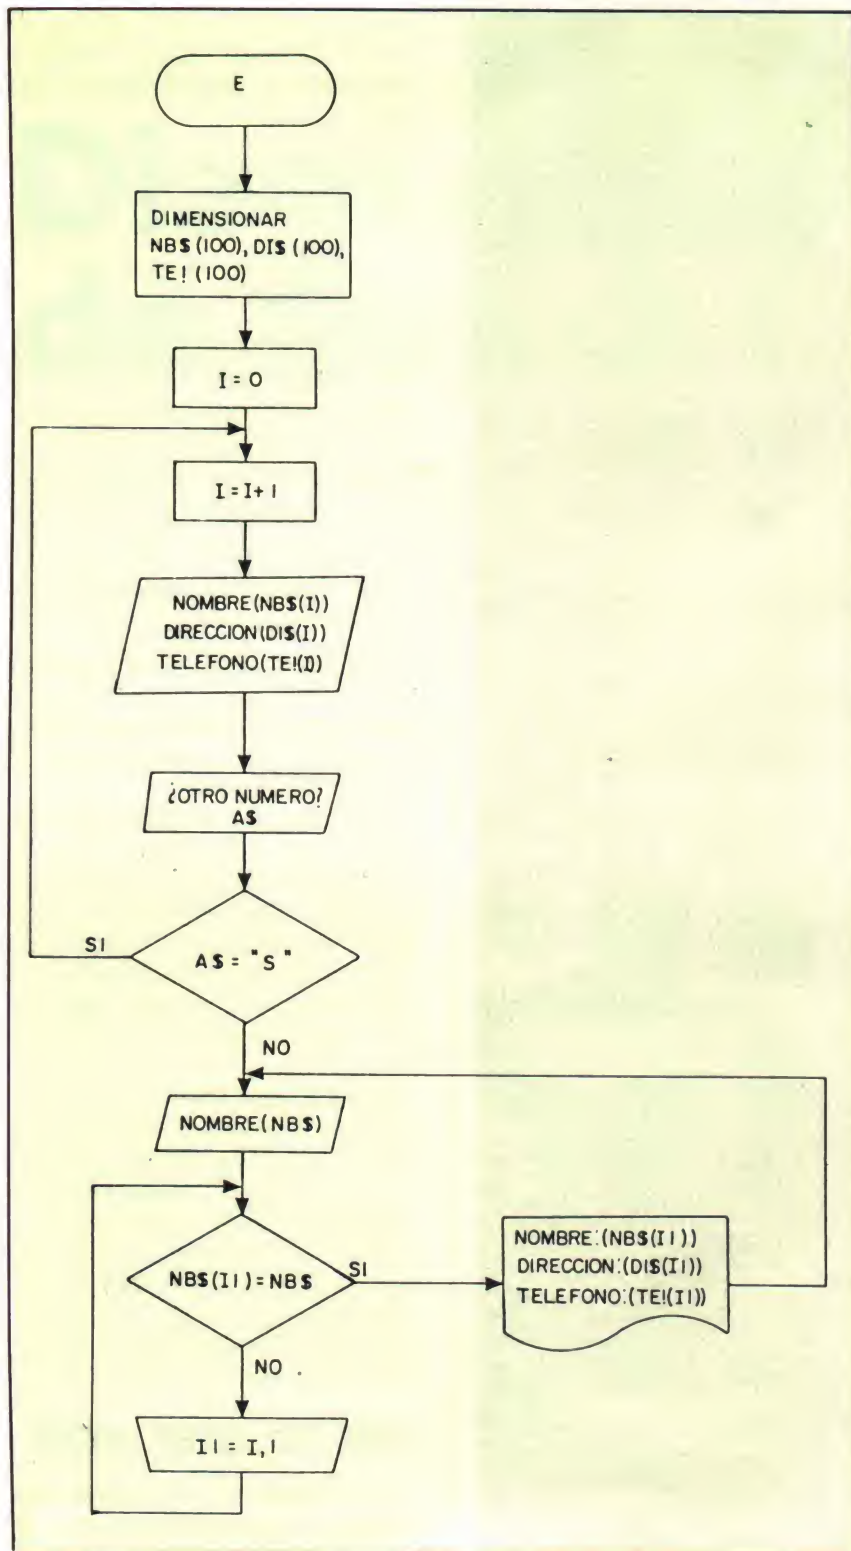 E
DIMENSIONAR
NB$(100), DI$(100),
TE! (100)
I = 0
I = I + 1
NOMBRE(NB$(I))
DIRECCION(DI$(I))
TELEFONO(TE!(I)
¿OTRO NUMERO?
A$
SI
A$ = "S"
NO
NOMBRE(NB$)
NB$(I1)=NB$
SI
NOMBRE:(NB$(I1))
DIRECCION:(DI$(I1))
TELEFONO:(TE!(I1))
NO
I1 = I,1